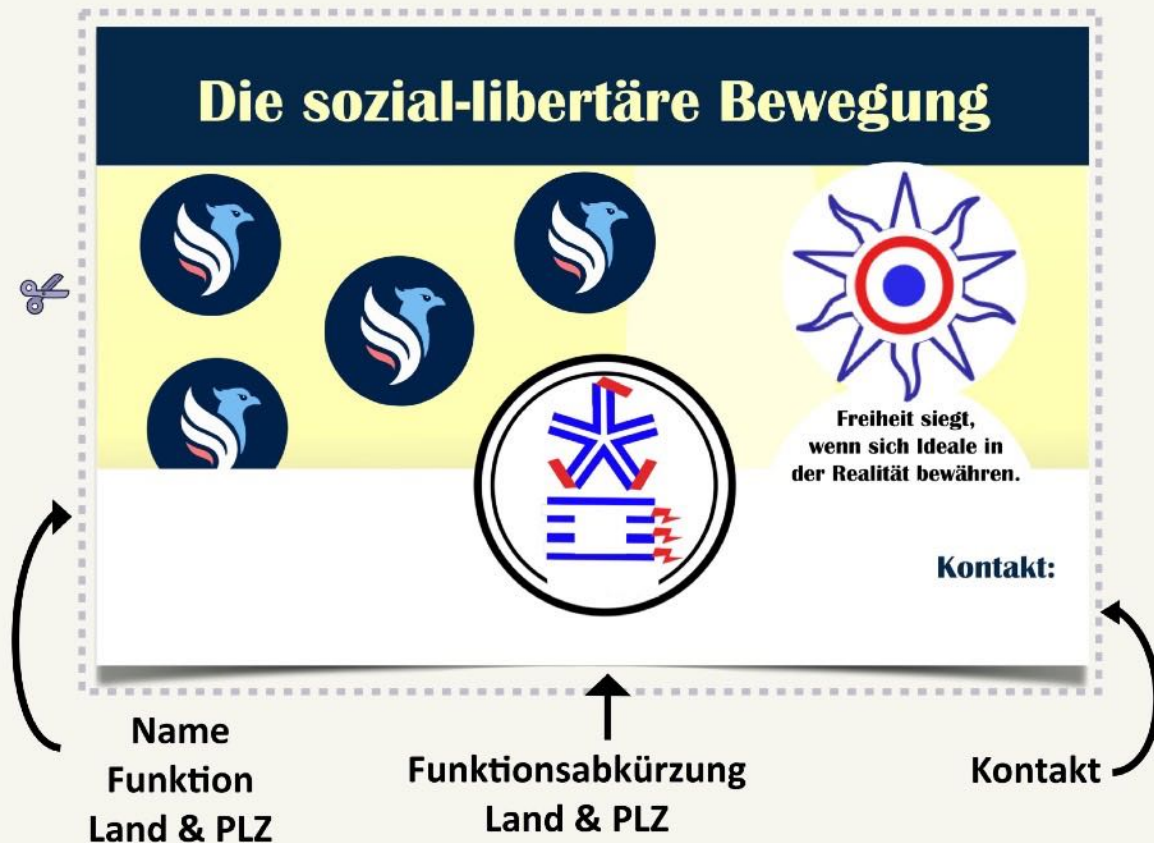 Die sozial-libertäre Bewegung
Freiheit siegt,
wenn sich Ideale in
der Realität bewähren.
Kontakt:
Name
Funktion
Land & PLZ
Funktionsabkürzung
Land & PLZ
Kontakt